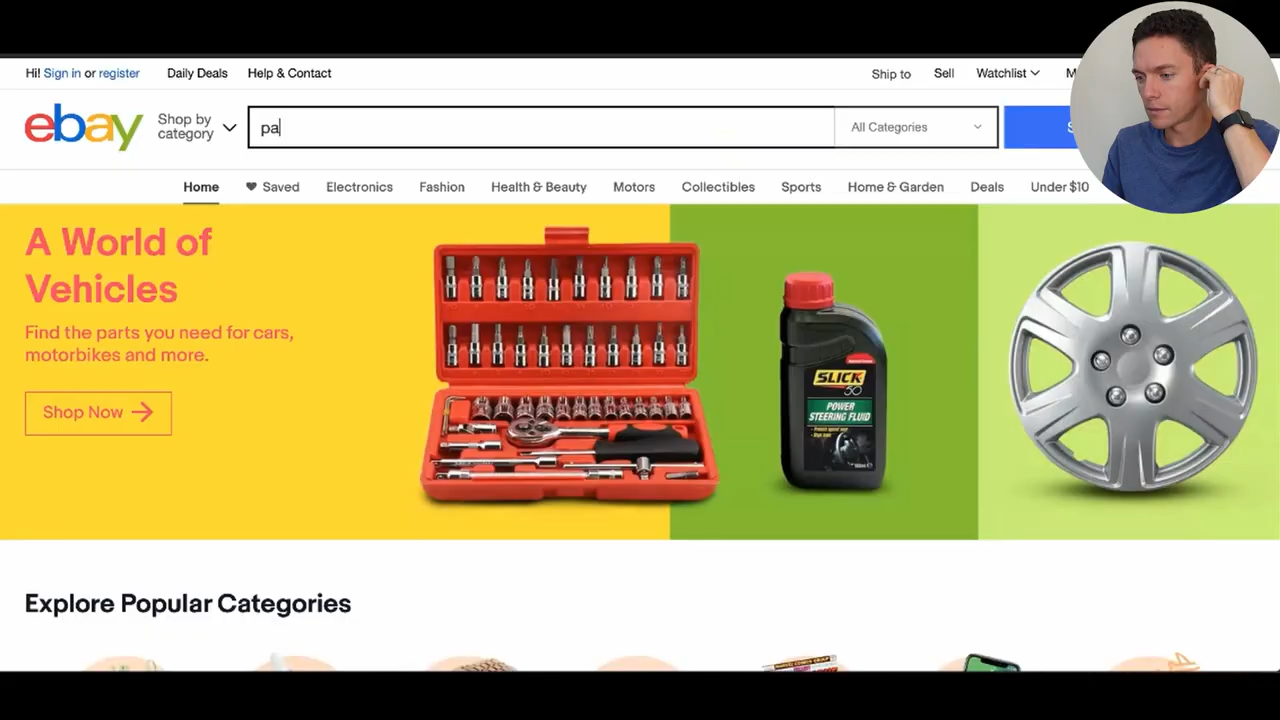 Hi! Sign in or register Daily Deals Help & Contact Ship to Sell Watchlist
ebay
Shop by
category
pa
All Categories
Home Saved Electronics Fashion Health & Beauty Motors Collectibles Sports Home & Garden Deals Under $10
A World of
Vehicles
Find the parts you need for cars,
motorbikes and more.
Shop Now
SLICK
50
POWER
STEERING FLUID
Explore Popular Categories